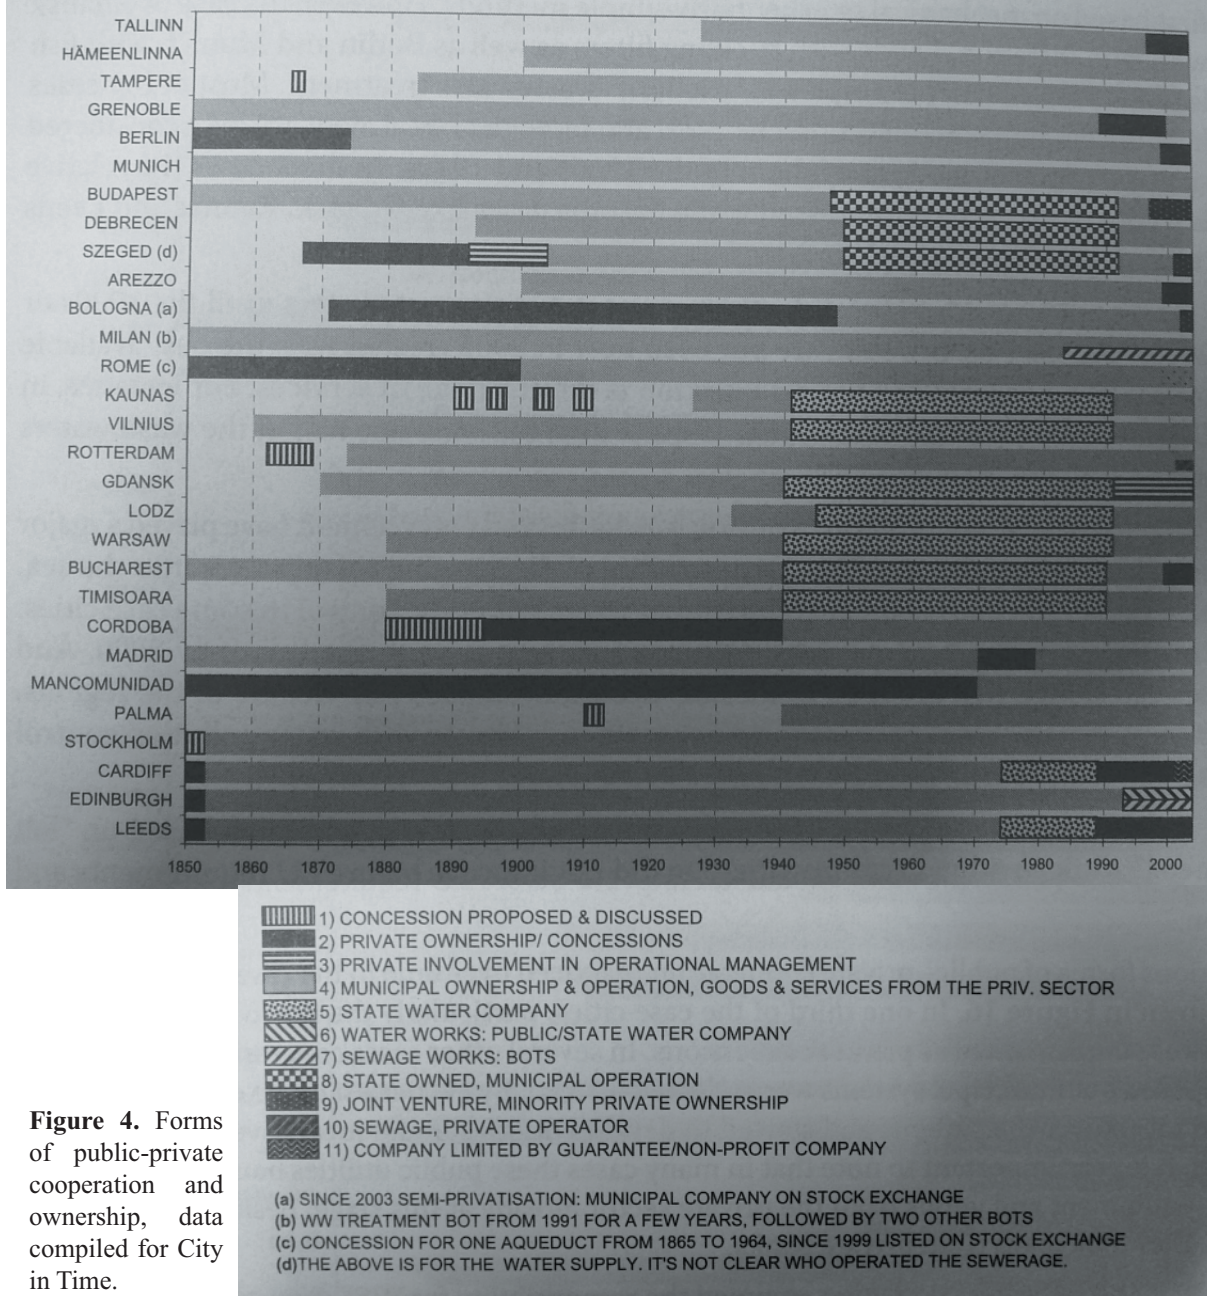 TALLINN
HÄMEENLINNA
TAMPERE
GRENOBLE
BERLIN
MUNICH
BUDAPEST
DEBRECEN
SZEGED (d)
AREZZO
BOLOGNA (a)
MILAN (b)
ROME (c)
KAUNAS
VILNIUS
ROTTERDAM
GDANSK
LODZ
WARSAW
BUCHAREST
TIMISOARA
CORDOBA
MADRID
MANCOMUNIDAD
PALMA
STOCKHOLM
CARDIFF
EDINBURGH
LEEDS
1850 1860 1870 1880 1890 1900 1910 1920 1930 1940 1950 1960 1970 1980 1990 2000
1) CONCESSION PROPOSED & DISCUSSED
2) PRIVATE OWNERSHIP/ CONCESSIONS
3) PRIVATE INVOLVEMENT IN OPERATIONAL MANAGEMENT
4) MUNICIPAL OWNERSHIP & OPERATION, GOODS & SERVICES FROM THE PRIV. SECTOR
5) STATE WATER COMPANY
6) WATER WORKS: PUBLIC/STATE WATER COMPANY
7) SEWAGE WORKS: BOTS
8) STATE OWNED, MUNICIPAL OPERATION
9) JOINT VENTURE, MINORITY PRIVATE OWNERSHIP
10) SEWAGE, PRIVATE OPERATOR
11) COMPANY LIMITED BY GUARANTEE/NON-PROFIT COMPANY
(a) SINCE 2003 SEMI-PRIVATISATION: MUNICIPAL COMPANY ON STOCK EXCHANGE
(b) WW TREATMENT BOT FROM 1991 FOR A FEW YEARS, FOLLOWED BY TWO OTHER BOTS
(c) CONCESSION FOR ONE AQUEDUCT FROM 1865 TO 1964, SINCE 1999 LISTED ON STOCK EXCHANGE
(d)THE ABOVE IS FOR THE WATER SUPPLY. IT'S NOT CLEAR WHO OPERATED THE SEWERAGE.
Figure 4. Forms
of public-private
cooperation and
ownership, data
compiled for City
in Time.